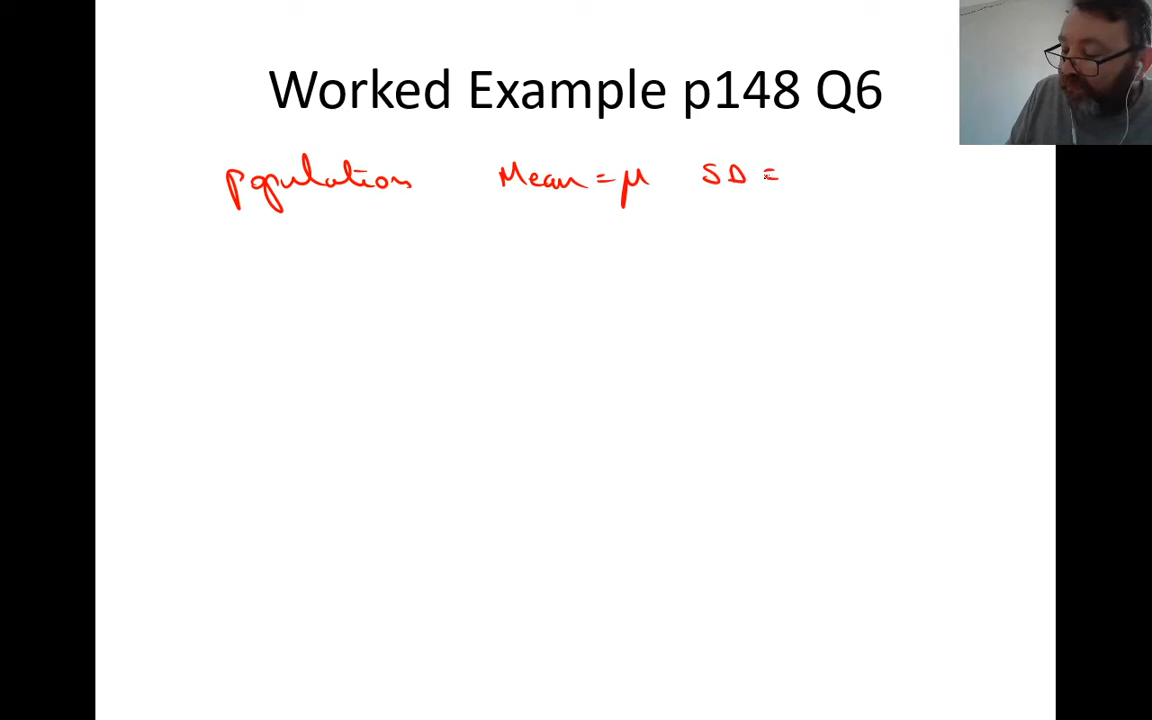 Worked Example p148 Q6
population Mean = μ SD =